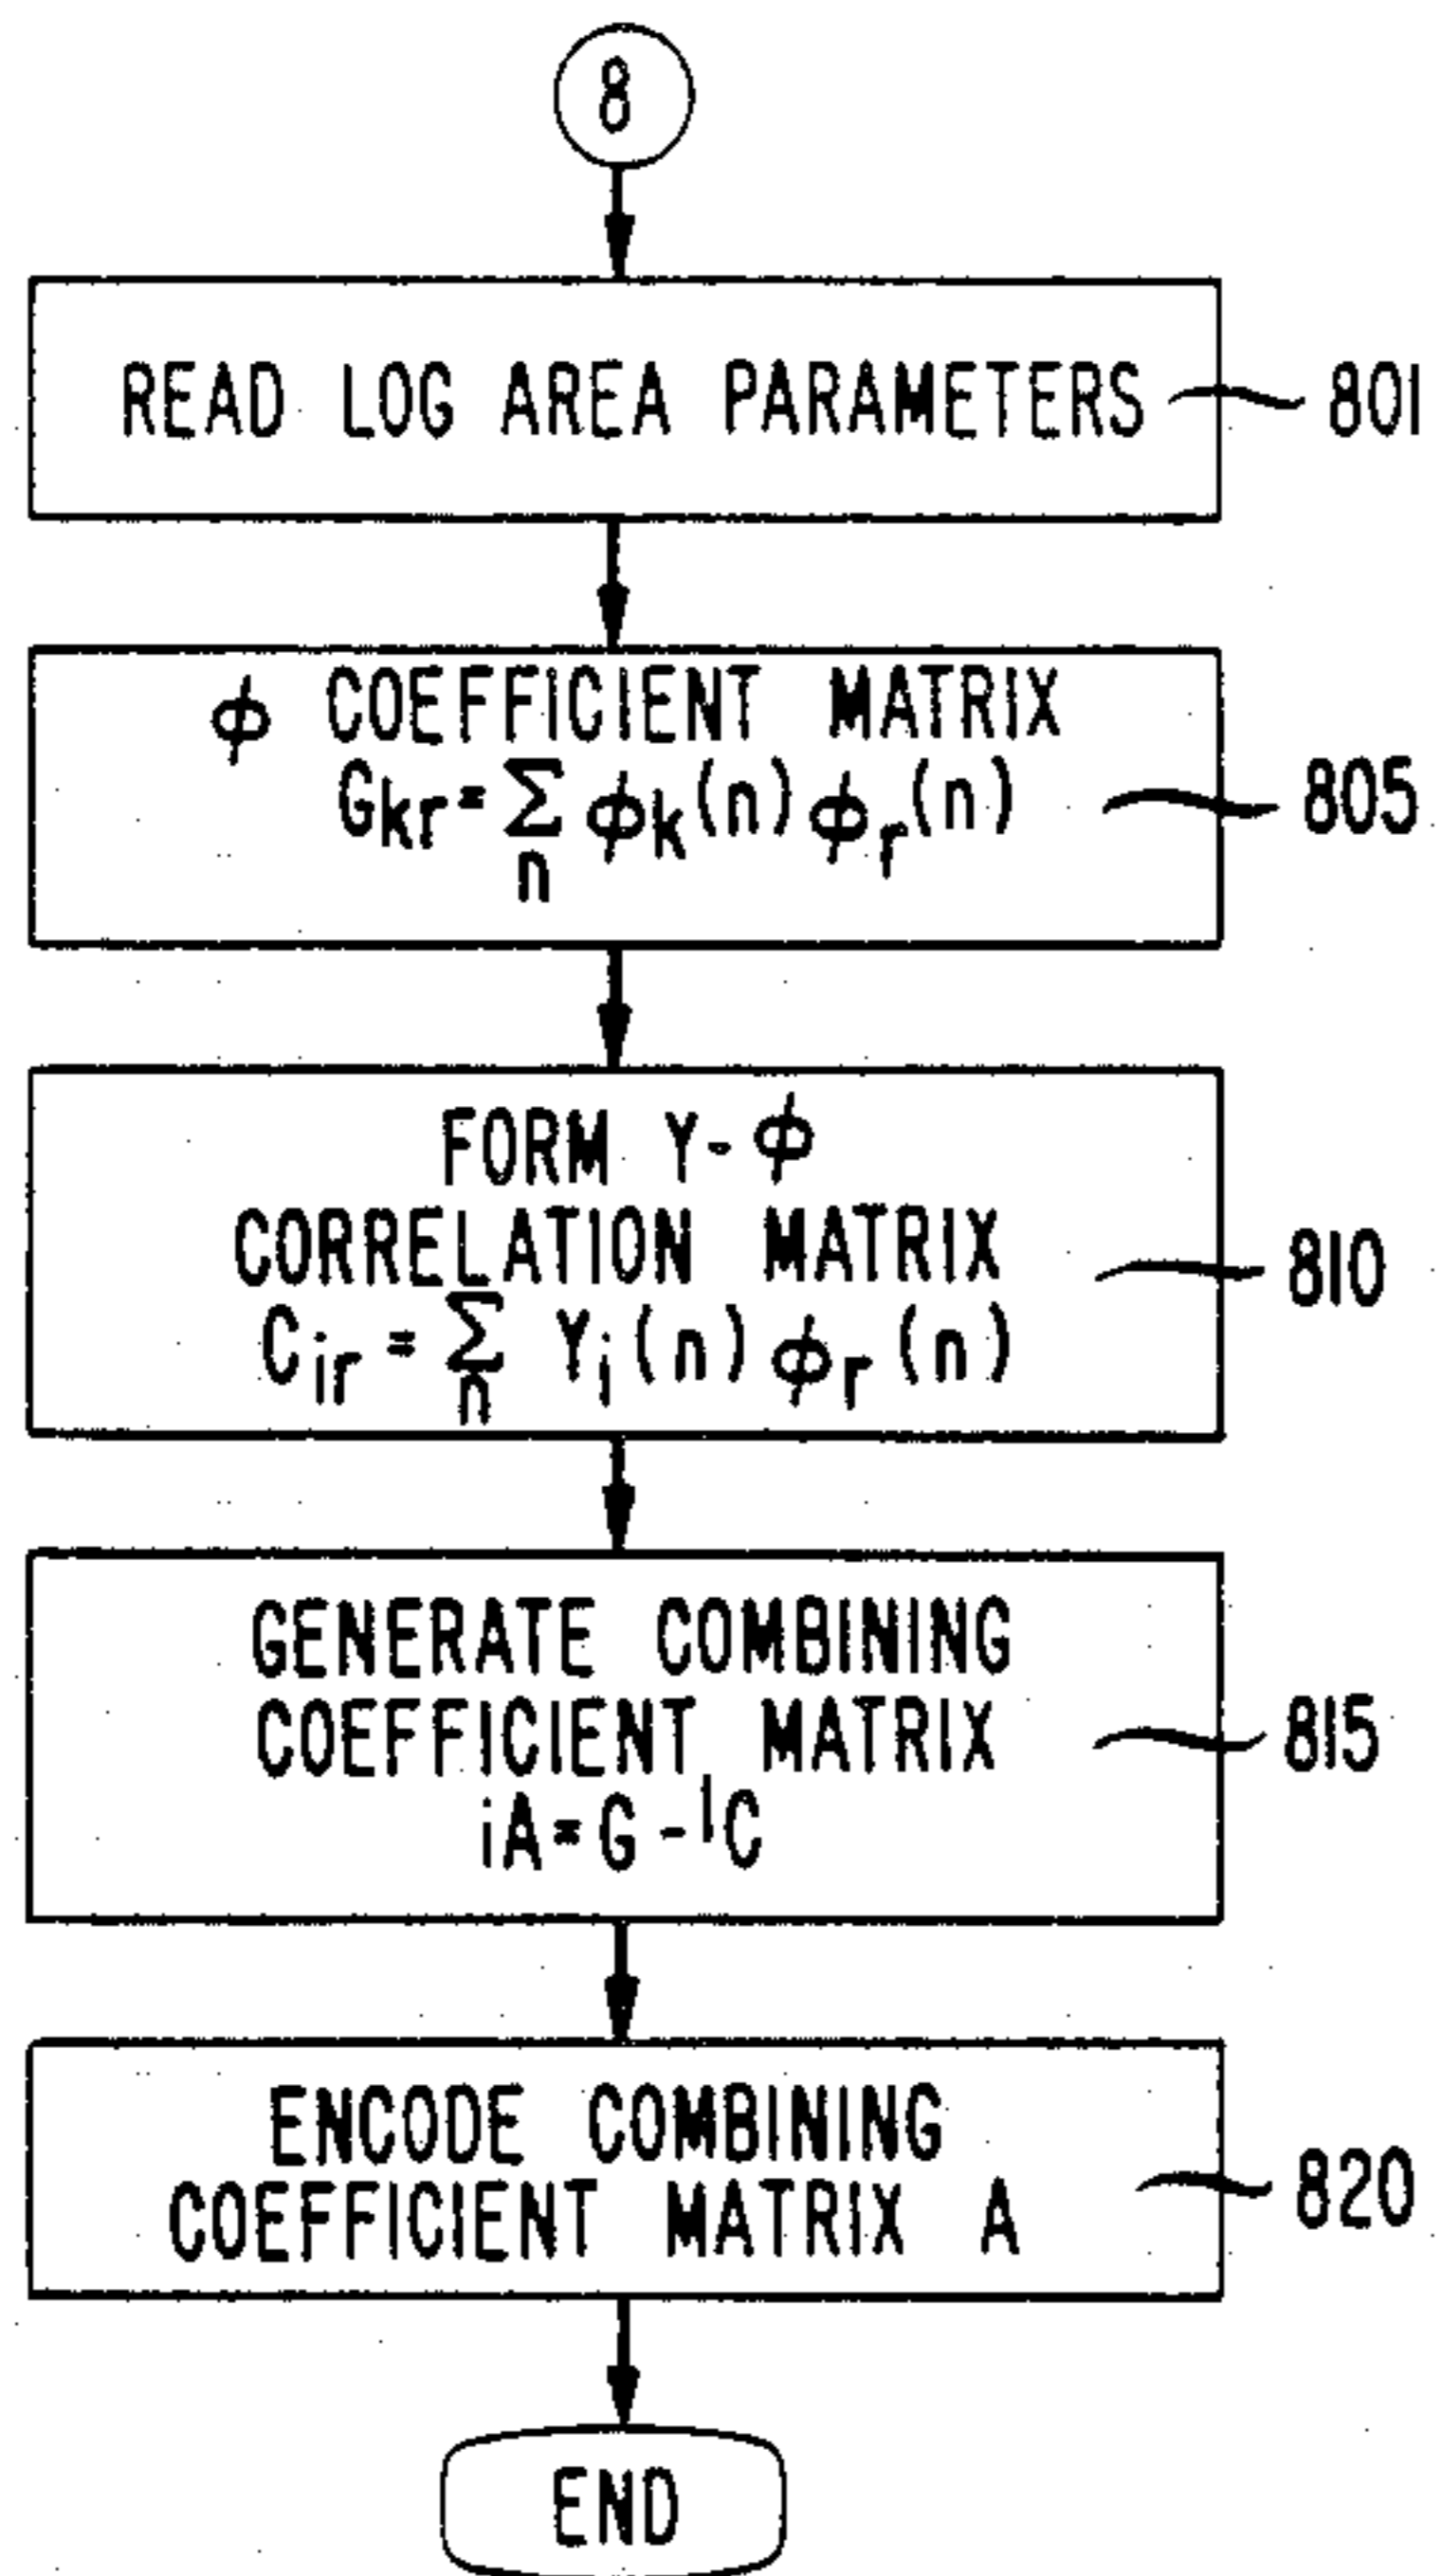 8
READ LOG AREA PARAMETERS 801
ϕ COEFFICIENT MATRIX
Gkr = Σ ϕk(n) ϕr(n) 805
n
FORM Y-ϕ
CORRELATION MATRIX
810
Cir = Σ Yi(n) ϕr(n)
n
GENERATE COMBINING
COEFFICIENT MATRIX 815
iA=G-1C
ENCODE COMBINING
COEFFICIENT MATRIX A 820
END